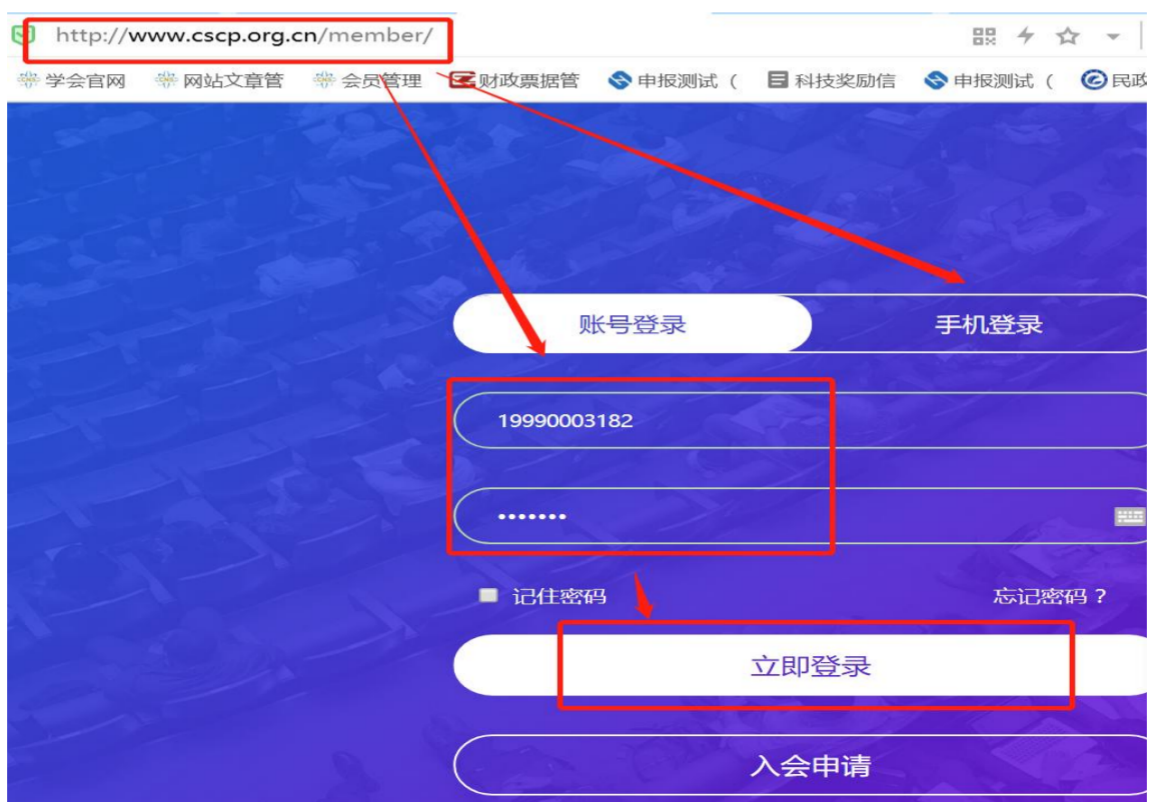 http://www.cscp.org.cn/member/
学会官网 网站文章管 会员管理 财政票据管 申报测试 ( 科技奖励信 申报测试 ( 民政
账号登录 手机登录
19990003182
•••••••
记住密码 忘记密码？
立即登录
入会申请